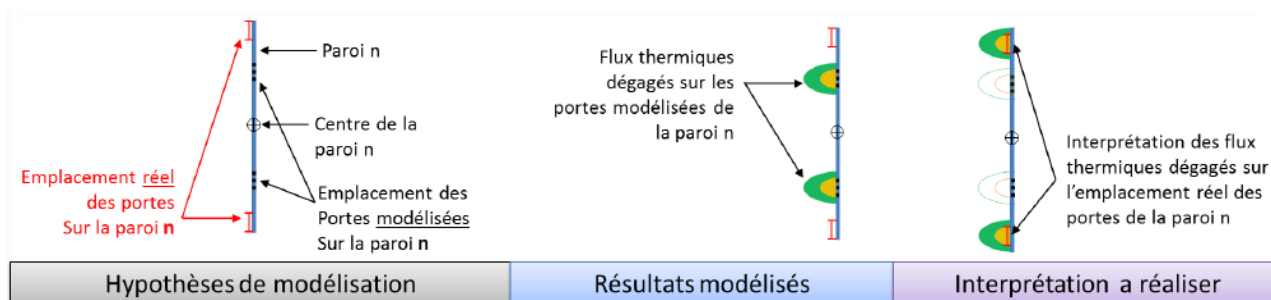 Paroi n
Centre de la
paroi n
Emplacement réel
des portes
Sur la paroi n
Emplacement des
Portes modélisées
Sur la paroi n
Hypothèses de modélisation
Flux thermiques
dégagés sur les
portes modélisées de
la paroi n
Résultats modélisés
Interprétation des flux
thermiques dégagés sur
l'emplacement réel des
portes de la paroi n
Interprétation a réaliser